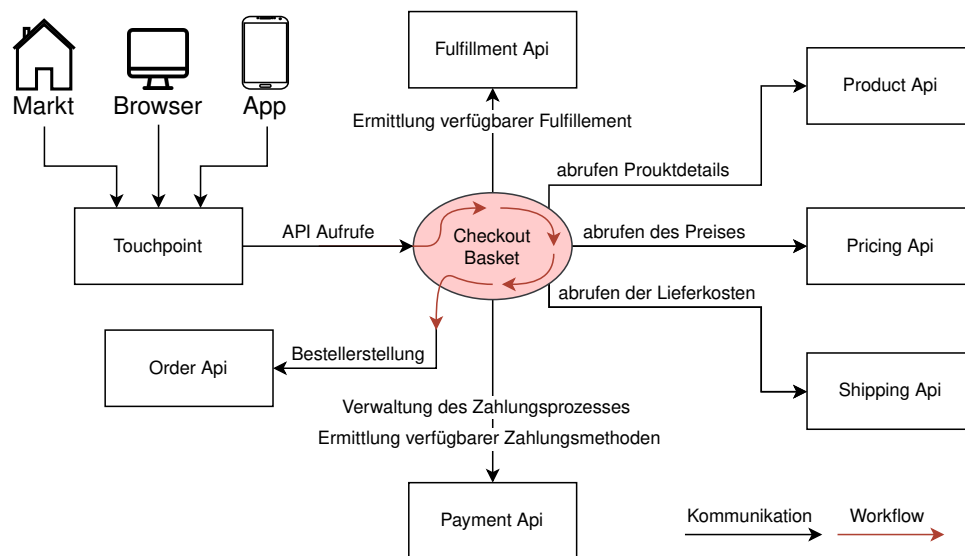 Markt
Browser
App
Fulfillment Api
Product Api
Ermittlung verfügbarer Fulfillement
abrufen Prouktdetails
Touchpoint
API Aufrufe
Checkout
Basket
abrufen des Preises
Pricing Api
abrufen der Lieferkosten
Order Api
Bestellerstellung
Shipping Api
Verwaltung des Zahlungsprozesses
Ermittlung verfügbarer Zahlungsmethoden
Payment Api
Kommunikation
Workflow